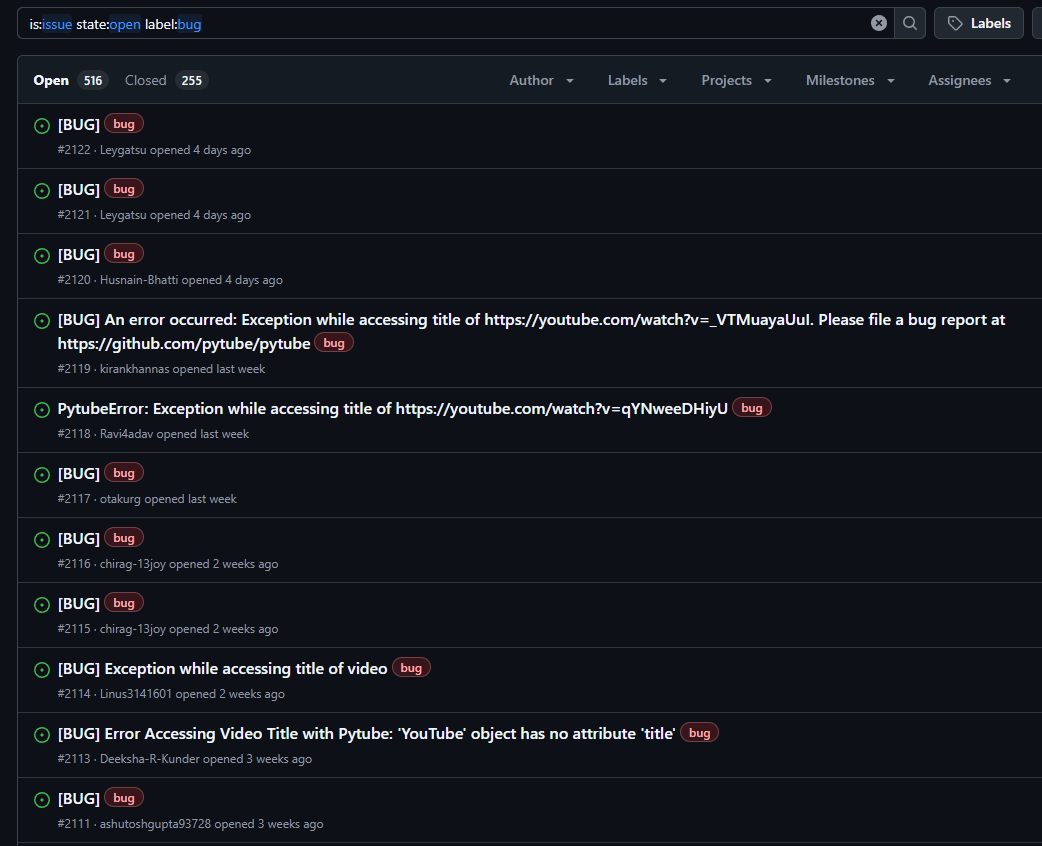 is:issue state:open label:bug
Labels
Open 516 Closed 255 Author Labels Projects Milestones Assignees
[BUG] bug
#2122 · Leygatsu opened 4 days ago
[BUG] bug
#2121 · Leygatsu opened 4 days ago
[BUG] bug
#2120 · Husnain-Bhatti opened 4 days ago
[BUG] An error occurred: Exception while accessing title of https://youtube.com/watch?v=_VTMuayaUuI. Please file a bug report at
https://github.com/pytube/pytube bug
#2119 · kirankhannas opened last week
PytubeError: Exception while accessing title of https://youtube.com/watch?v=qYNweeDHiyU bug
#2118 · Ravi4adav opened last week
[BUG] bug
#2117 · otakurg opened last week
[BUG] bug
#2116 · chirag-13joy opened 2 weeks ago
[BUG] bug
#2115 · chirag-13joy opened 2 weeks ago
[BUG] Exception while accessing title of video bug
#2114 · Linus3141601 opened 2 weeks ago
[BUG] Error Accessing Video Title with Pytube: 'YouTube' object has no attribute 'title' bug
#2113 · Deeksha-R-Kunder opened 3 weeks ago
[BUG] bug
#2111 · ashutoshgupta93728 opened 3 weeks ago